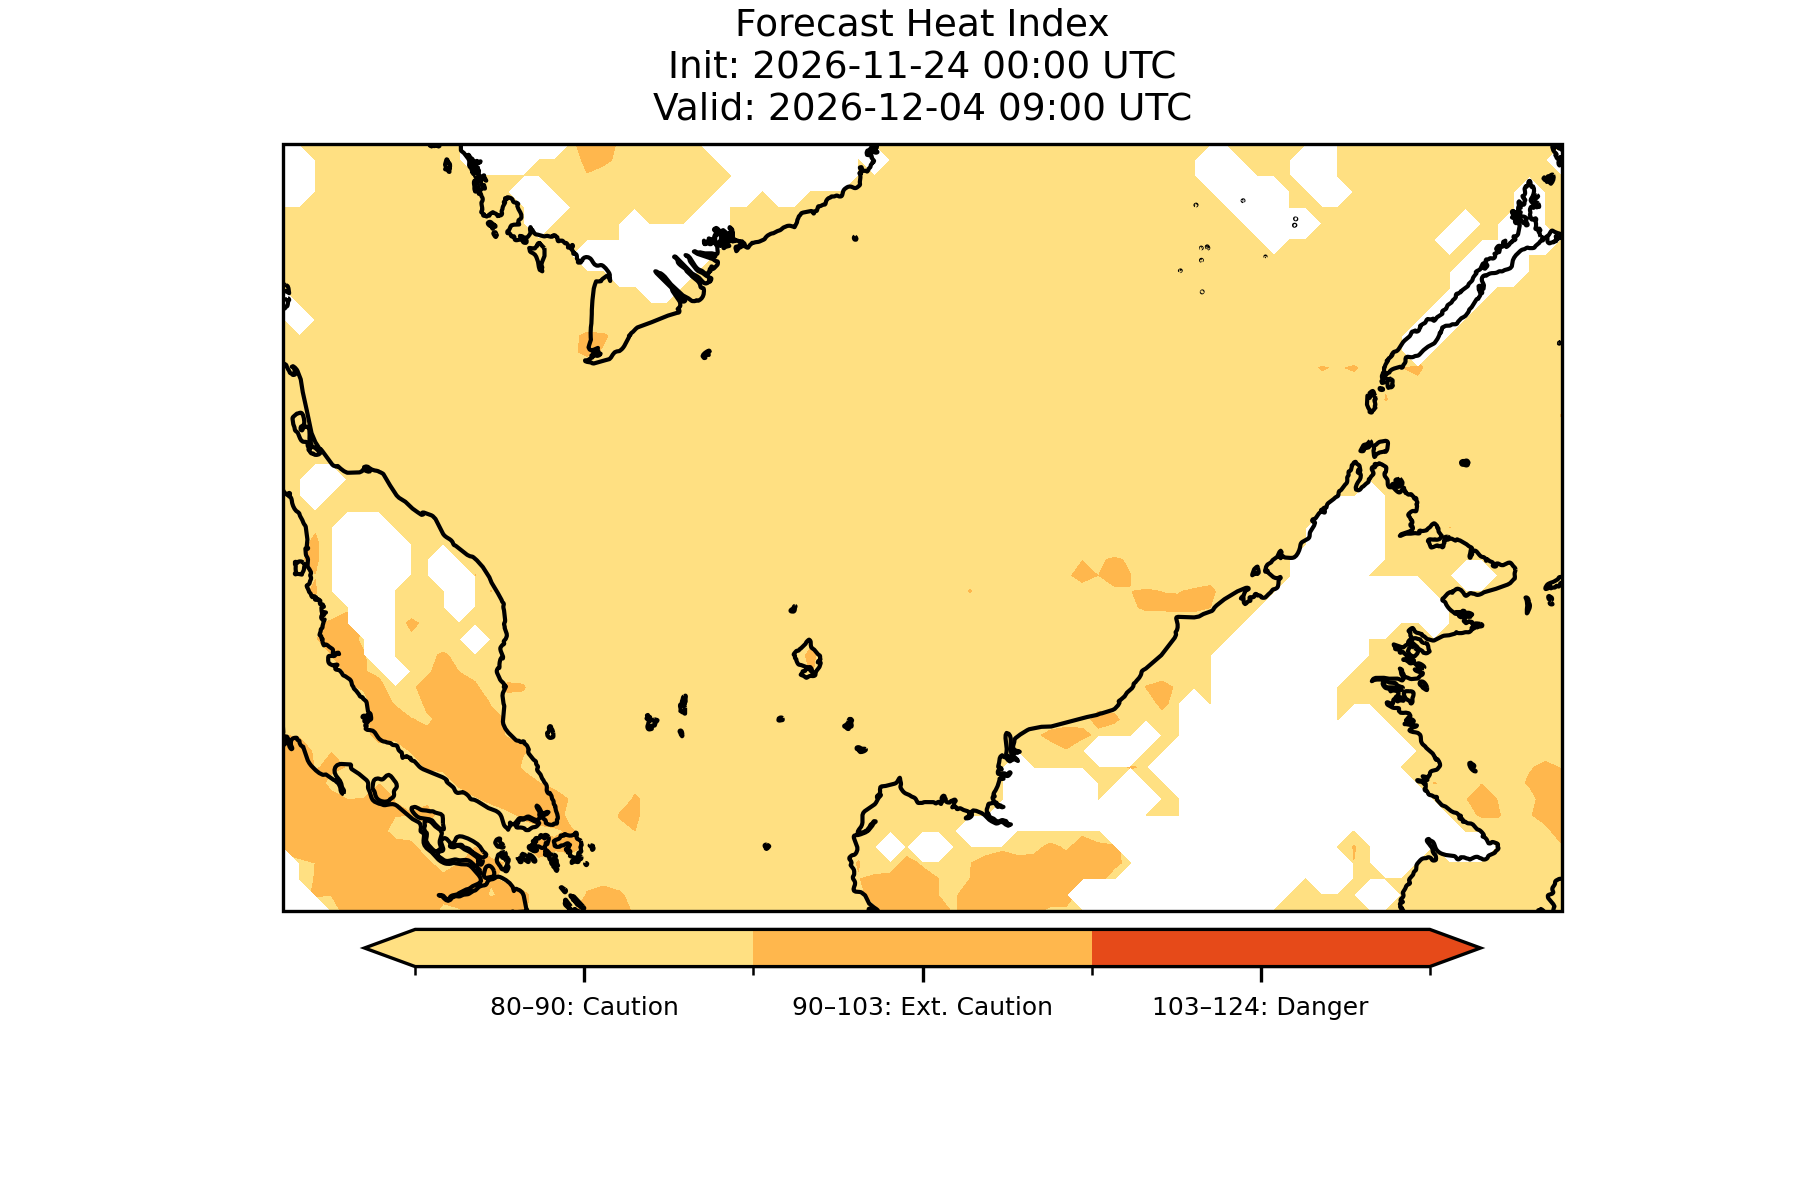 Forecast Heat Index
Init: 2026-11-24 00:00 UTC
Valid: 2026-12-04 09:00 UTC
80–90: Caution
90–103: Ext. Caution
103–124: Danger